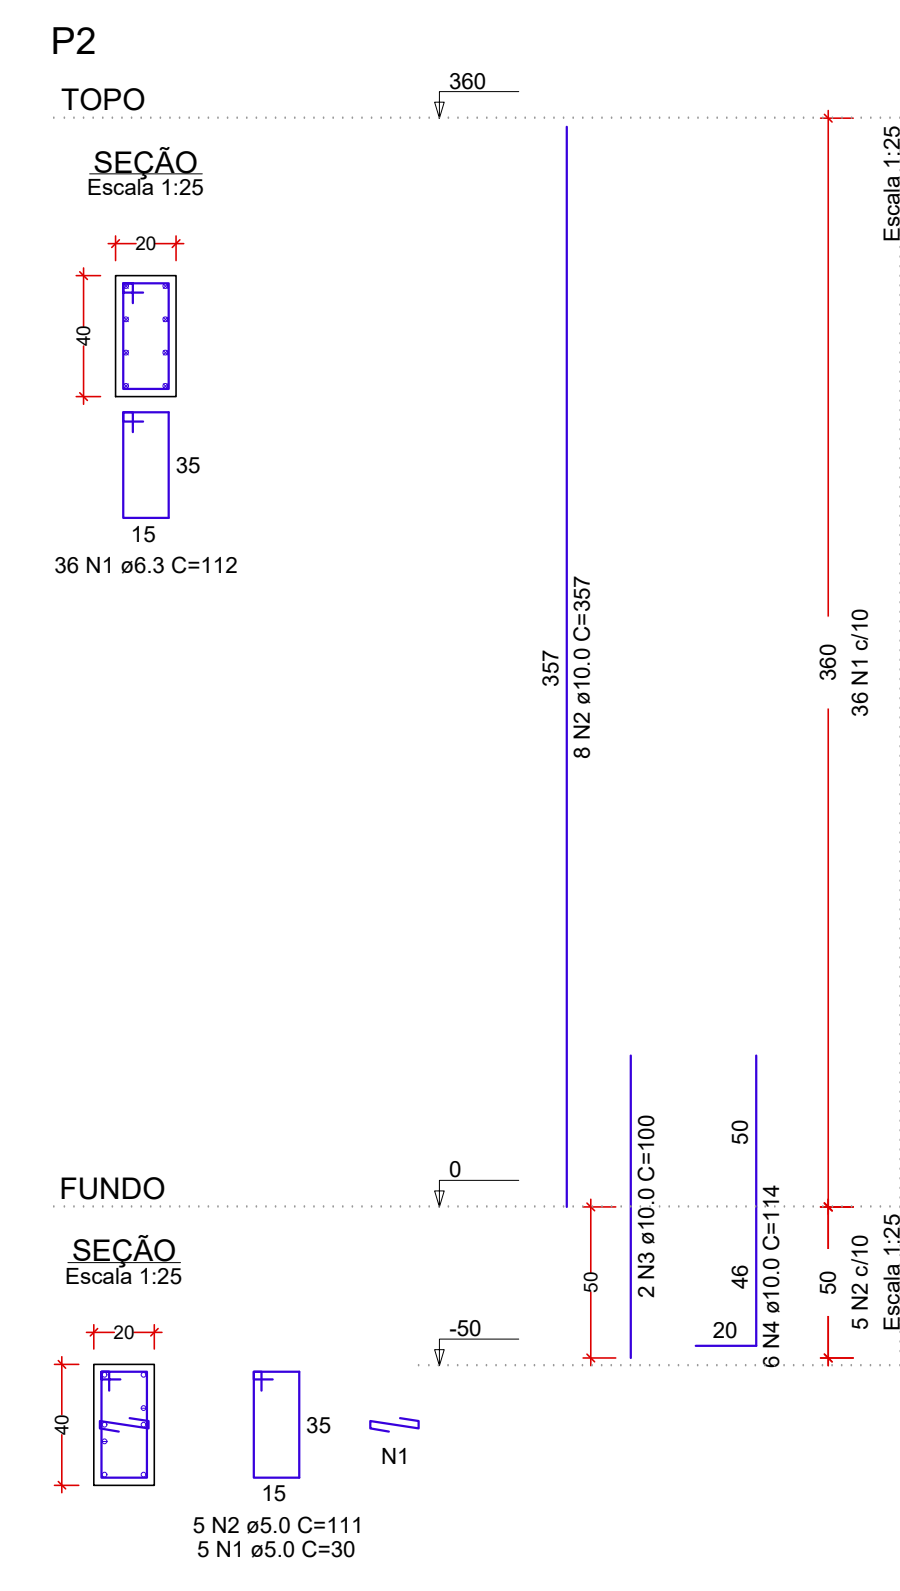 P2
TOPO
360
SEÇÃO
Escala 1:25
Escala 1:25
20
40
35
15
36 N1 ø6.3 C=112
357
8 N2 ø10.0 C=357
360
36 N1 c/10
FUNDO
0
SEÇÃO
Escala 1:25
50
2 N3 ø10.0 C=100
50
46
20
6 N4 ø10.0 C=114
50
5 N2 c/10
Escala 1:25
-50
20
40
35
15
N1
5 N2 ø5.0 C=111
5 N1 ø5.0 C=30